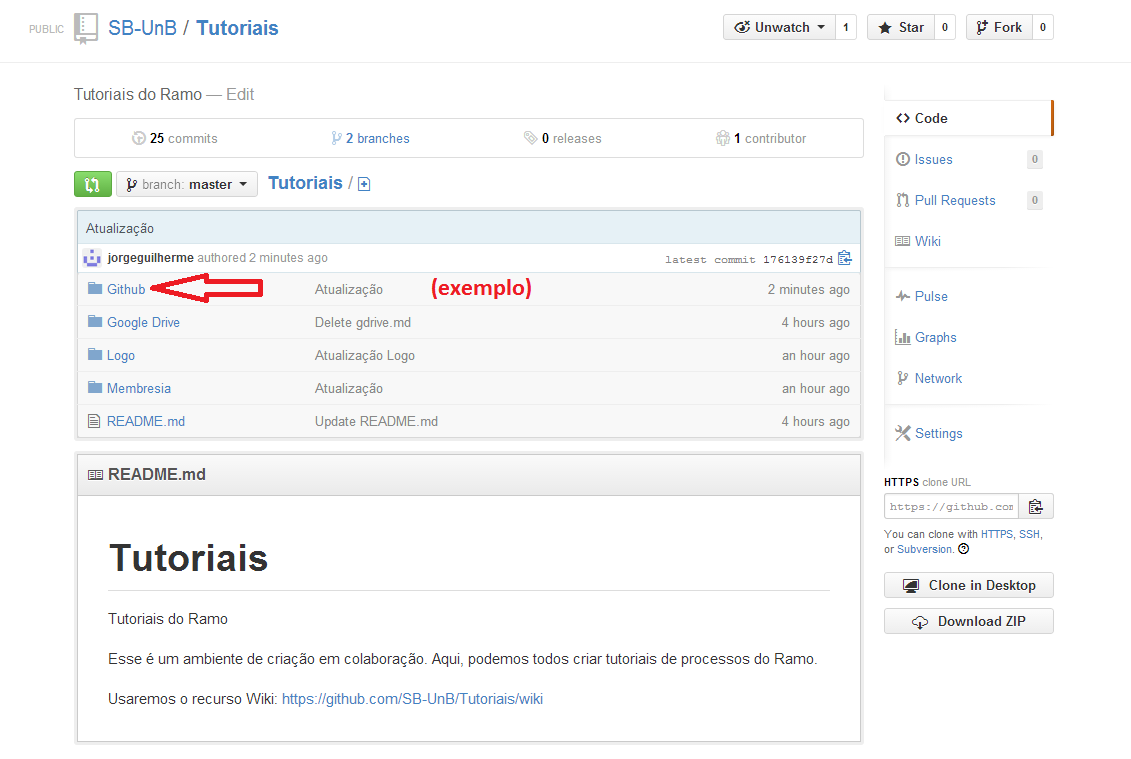 PUBLIC SB-UnB / Tutoriais Unwatch 1 Star 0 Fork 0
Tutoriais do Ramo — Edit
25 commits 2 branches 0 releases 1 contributor
branch: master Tutoriais /
Atualização
jorgeguilherme authored 2 minutes ago latest commit 176139f27d
Github Atualização (exemplo) 2 minutes ago
Google Drive Delete gdrive.md 4 hours ago
Logo Atualização Logo an hour ago
Membresia Atualização an hour ago
README.md Update README.md 4 hours ago
README.md
Tutoriais
Tutoriais do Ramo
Esse é um ambiente de criação em colaboração. Aqui, podemos todos criar tutoriais de processos do Ramo.
Usaremos o recurso Wiki: https://github.com/SB-UnB/Tutoriais/wiki
Code
Issues 0
Pull Requests 0
Wiki
Pulse
Graphs
Network
Settings
HTTPS clone URL
https://github.com
You can clone with HTTPS, SSH,
or Subversion.
Clone in Desktop
Download ZIP